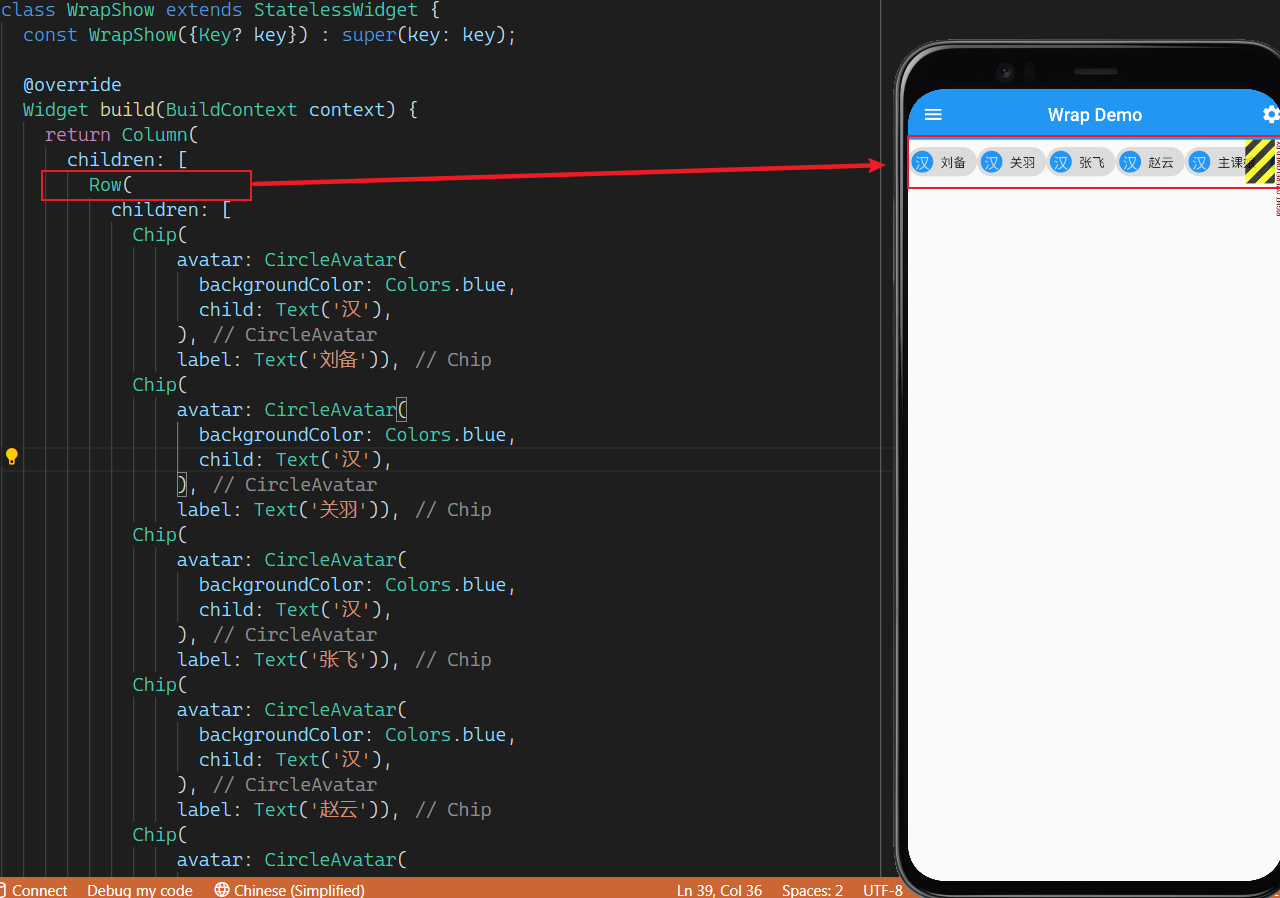 class WrapShow extends StatelessWidget {
const WrapShow({Key? key}) : super(key: key);
@override
Widget build(BuildContext context) {
return Column(
children: [
Row(
children: [
Chip(
avatar: CircleAvatar(
backgroundColor: Colors.blue,
child: Text('汉'),
), // CircleAvatar
label: Text('刘备')), // Chip
Chip(
avatar: CircleAvatar(
backgroundColor: Colors.blue,
child: Text('汉'),
), // CircleAvatar
label: Text('关羽')), // Chip
Chip(
avatar: CircleAvatar(
backgroundColor: Colors.blue,
child: Text('汉'),
), // CircleAvatar
label: Text('张飞')), // Chip
Chip(
avatar: CircleAvatar(
backgroundColor: Colors.blue,
child: Text('汉'),
), // CircleAvatar
label: Text('赵云')), // Chip
Chip(
avatar: CircleAvatar(
Connect Debug my code Chinese (Simplified) Ln 39, Col 36 Spaces: 2 UTF-8
Wrap Demo
汉 刘备 汉 关羽 汉 张飞 汉 赵云 汉 主课